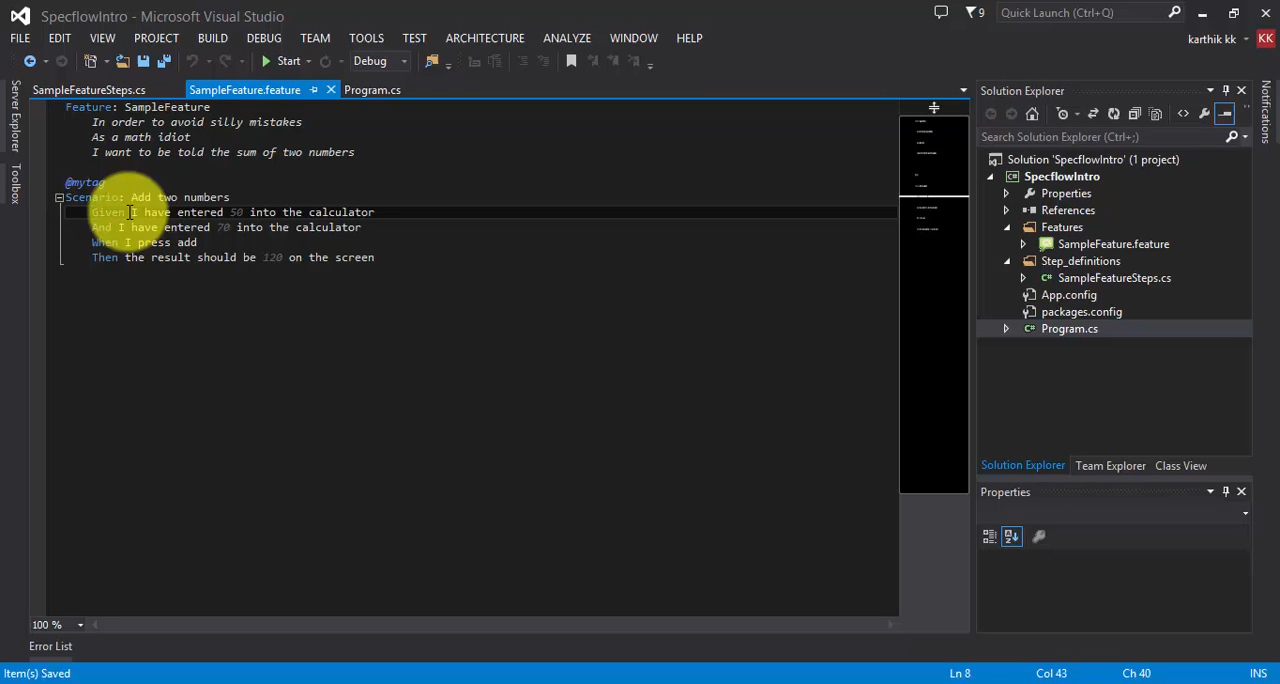 SpecflowIntro - Microsoft Visual Studio
9
Quick Launch (Ctrl+Q)
FILE EDIT VIEW PROJECT BUILD DEBUG TEAM TOOLS TEST ARCHITECTURE ANALYZE WINDOW HELP
karthik kk KK
Start Debug
Server Explorer
Toolbox
SampleFeatureSteps.cs SampleFeature.feature Program.cs
Feature: SampleFeature
In order to avoid silly mistakes
As a math idiot
I want to be told the sum of two numbers
@mytag
Scenario: Add two numbers
Given I have entered 50 into the calculator
And I have entered 70 into the calculator
When I press add
Then the result should be 120 on the screen
100 %
Solution Explorer
Search Solution Explorer (Ctrl+;)
Solution 'SpecflowIntro' (1 project)
SpecflowIntro
Properties
References
Features
SampleFeature.feature
Step_definitions
SampleFeatureSteps.cs
App.config
packages.config
Program.cs
Solution Explorer Team Explorer Class View
Properties
Notifications
Error List
Item(s) Saved Ln 8 Col 43 Ch 40 INS